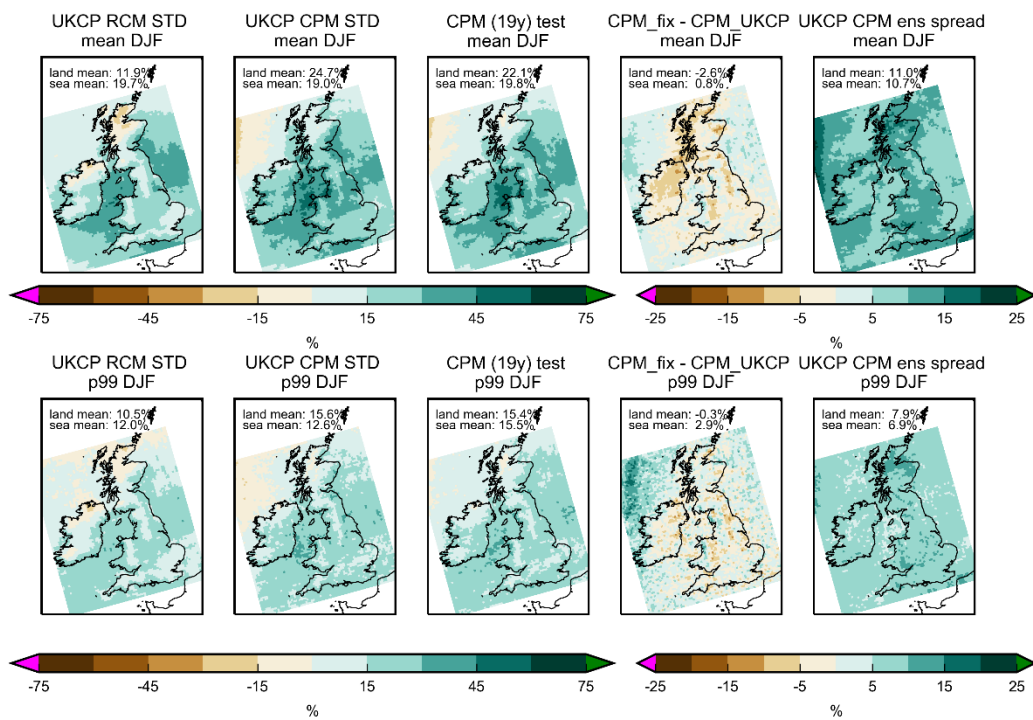 UKCP RCM STD
mean DJF
UKCP CPM STD
mean DJF
CPM (19y) test
mean DJF
CPM_fix - CPM_UKCP
mean DJF
UKCP CPM ens spread
mean DJF
land mean: 11.9%
sea mean: 19.7%
land mean: 24.7%
sea mean: 19.0%
land mean: 22.1%
sea mean: 19.8%
land mean: -2.6%
sea mean: 0.8%
land mean: 11.0%
sea mean: 10.7%
-75 -45 -15 15 45 75
%
-25 -15 -5 5 15 25
%
UKCP RCM STD
p99 DJF
UKCP CPM STD
p99 DJF
CPM (19y) test
p99 DJF
CPM_fix - CPM_UKCP
p99 DJF
UKCP CPM ens spread
p99 DJF
land mean: 10.5%
sea mean: 12.0%
land mean: 15.6%
sea mean: 12.6%
land mean: 15.4%
sea mean: 15.5%
land mean: -0.3%
sea mean: 2.9%
land mean: 7.9%
sea mean: 6.9%
-75 -45 -15 15 45 75
%
-25 -15 -5 5 15 25
%